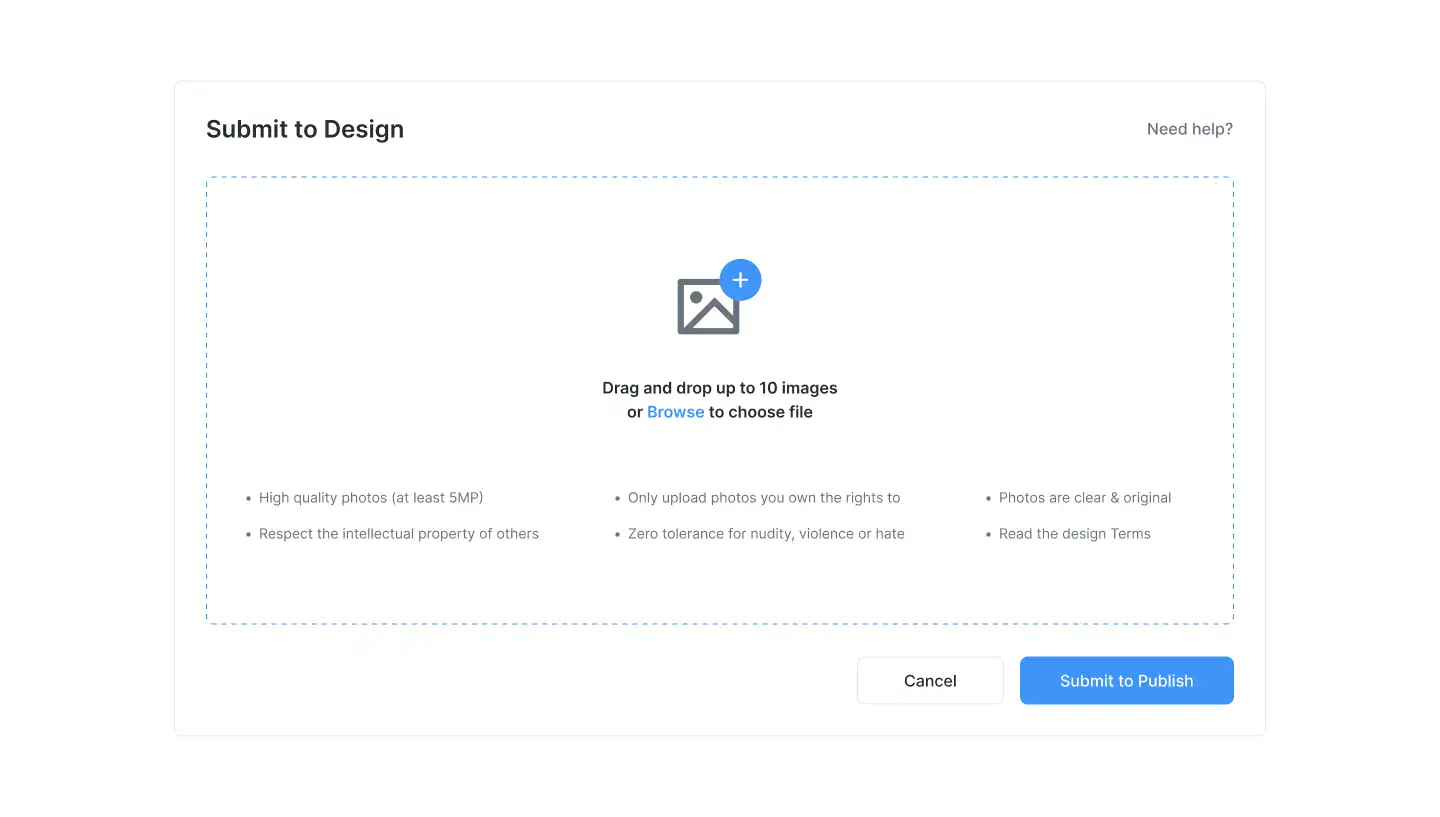 Submit to Design
Need help?
Drag and drop up to 10 images
or Browse to choose file
• High quality photos (at least 5MP)
• Only upload photos you own the rights to
• Photos are clear & original
• Respect the intellectual property of others
• Zero tolerance for nudity, violence or hate
• Read the design Terms
Cancel
Submit to Publish